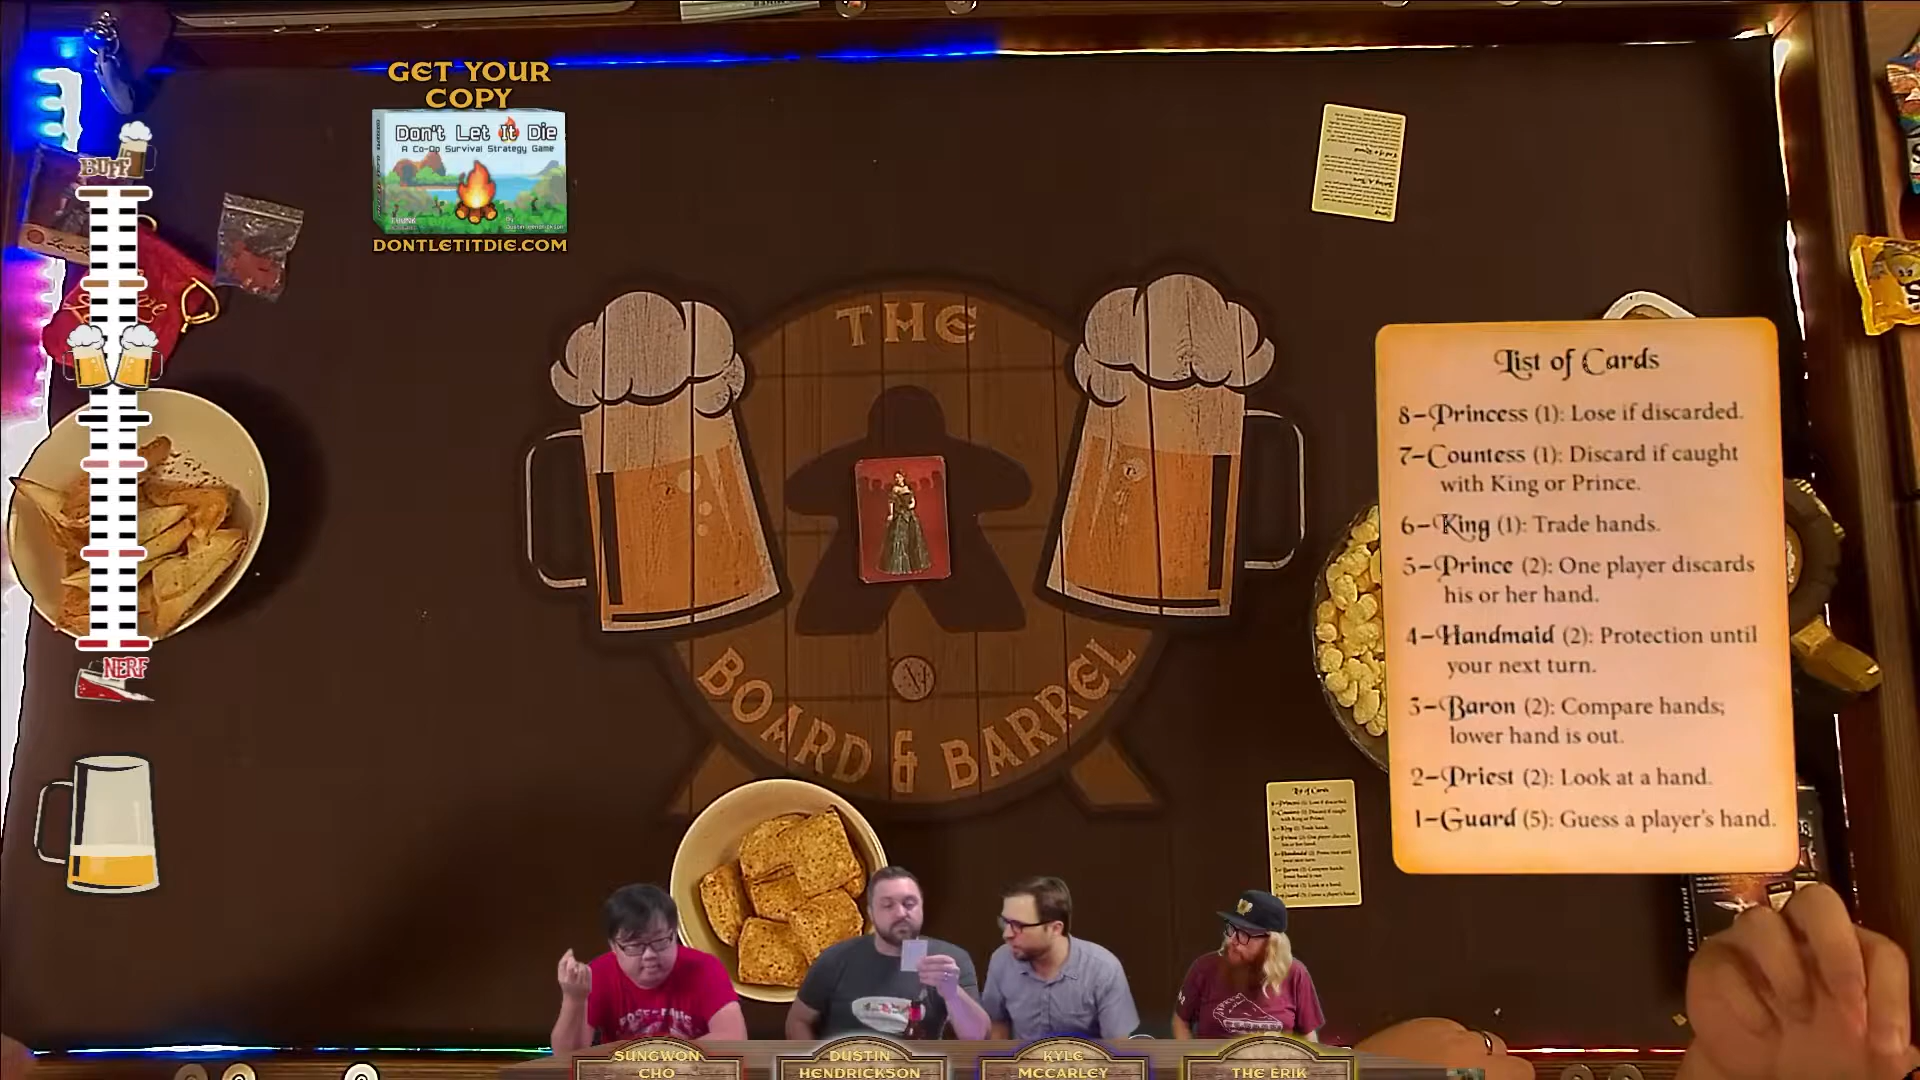 GET YOUR
COPY
Don't Let It Die
A Co-Op Survival Strategy Game
DONTLETITDIE.COM
BUFF
NERF
THE
BOARD & BARREL
List of Cards
8–Princess (1): Lose if discarded.
7–Countess (1): Discard if caught
with King or Prince.
6–King (1): Trade hands.
5–Prince (2): One player discards
his or her hand.
4–Handmaid (2): Protection until
your next turn.
3–Baron (2): Compare hands;
lower hand is out.
2–Priest (2): Look at a hand.
1–Guard (5): Guess a player's hand.
List of Cards
SUNGWON
CHO
DUSTIN
HENDRICKSON
KYLE
MCCARLEY
THE ERIK